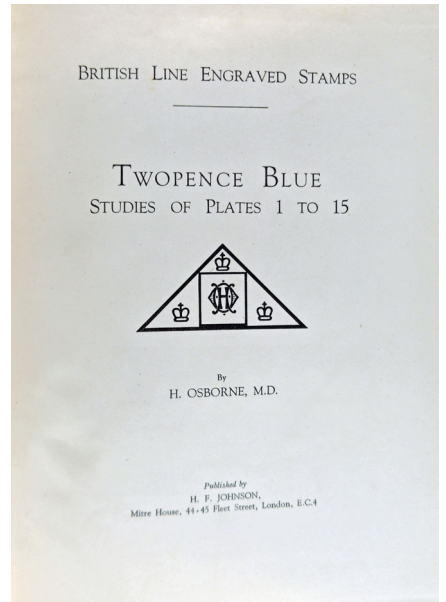 British Line Engraved Stamps
Twopence Blue
Studies of Plates 1 to 15
By
H. OSBORNE, M.D.
Published by
H. F. JOHNSON,
Mitre House, 44-45 Fleet Street, London, E.C.4